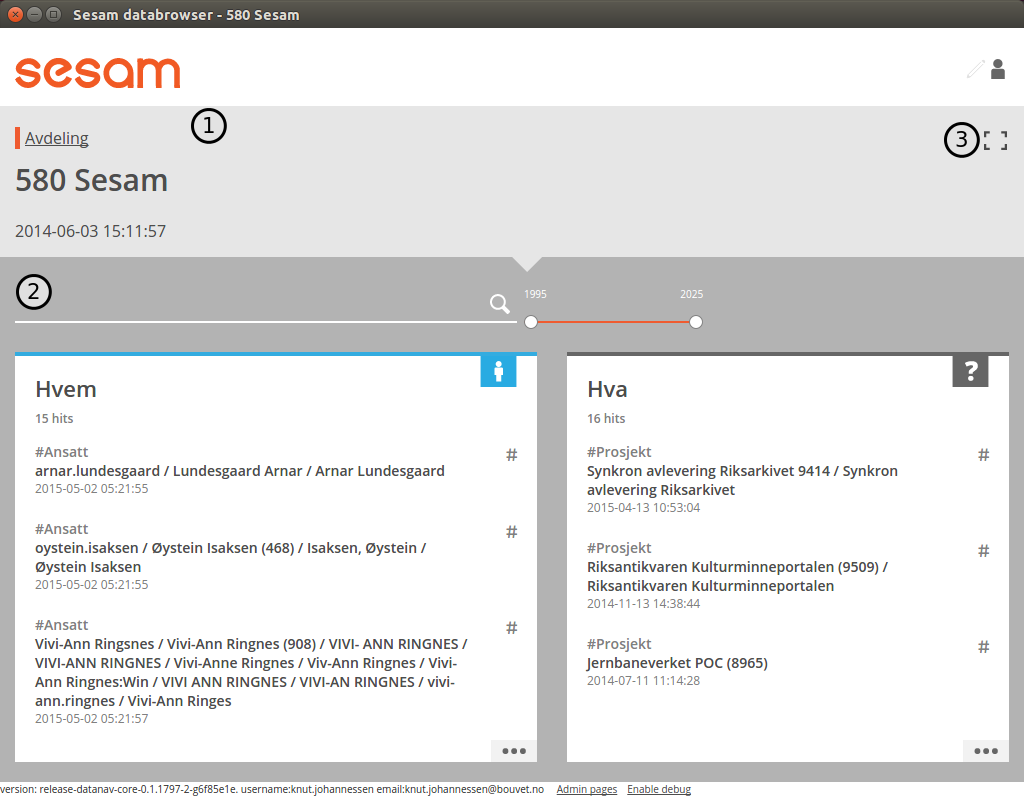 Sesam databrowser - 580 Sesam
sesam
1
Avdeling
3
580 Sesam
2014-06-03 15:11:57
2
1995 2025
Hvem
15 hits
#Ansatt #
arnar.lundesgaard / Lundesgaard Arnar / Arnar Lundesgaard
2015-05-02 05:21:55
#Ansatt #
oystein.isaksen / Øystein Isaksen (468) / Isaksen, Øystein /
Øystein Isaksen
2015-05-02 05:21:55
#Ansatt #
Vivi-Ann Ringsnes / Vivi-Ann Ringnes (908) / VIVI- ANN RINGNES /
VIVI-ANN RINGNES / Vivi-Anne Ringnes / Viv-Ann Ringnes / Vivi-
Ann Ringnes:Win / VIVI ANN RINGNES / VIVI-AN RINGNES / vivi-
ann.ringnes / Vivi-Ann Ringes
2015-05-02 05:21:57
?
Hva
16 hits
#Prosjekt #
Synkron avlevering Riksarkivet 9414 / Synkron
avlevering Riksarkivet
2015-04-13 10:53:04
#Prosjekt #
Riksantikvaren Kulturminneportalen (9509) /
Riksantikvaren Kulturminneportalen
2014-11-13 14:38:44
#Prosjekt #
Jernbaneverket POC (8965)
2014-07-11 11:14:28
version: release-datanav-core-0.1.1797-2-g6f85e1e. username:knut.johannessen email:knut.johannessen@bouvet.no Admin pages Enable debug